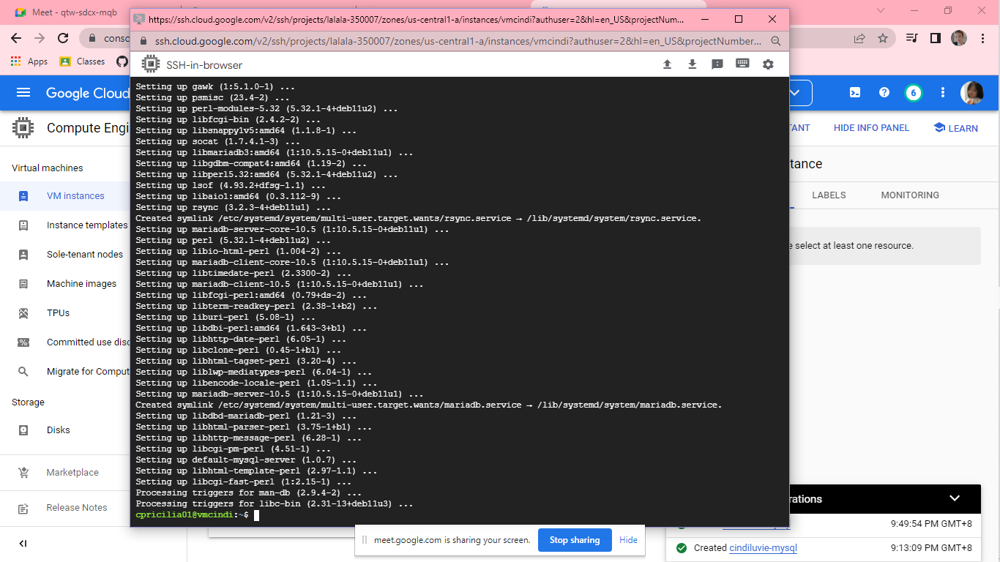 Meet - qtw-sdcx-mqb
https://ssh.cloud.google.com/v2/ssh/projects/lalala-350007/zones/us-central1-a/instances/vmcindi?authuser=2&hl=en_US&projectNum...
conso
ssh.cloud.google.com/v2/ssh/projects/lalala-350007/zones/us-central1-a/instances/vmcindi?authuser=2&hl=en_US&projectNumber...
Apps
Classes
SSH-in-browser
Google Cloud
6
Compute Engi
TANT
HIDE INFO PANEL
LEARN
Virtual machines
VM instances
Instance templates
Sole-tenant nodes
Machine images
TPUs
Committed use disc
Migrate for Comput
Storage
Disks
Marketplace
Release Notes
Setting up gawk (1:5.1.0-1) ...
Setting up psmisc (23.4-2) ...
Setting up perl-modules-5.32 (5.32.1-4+deb11u2) ...
Setting up libfcgi-bin (2.4.2-2) ...
Setting up libsnappy1v5:amd64 (1.1.8-1) ...
Setting up socat (1.7.4.1-3) ...
Setting up libmariadb3:amd64 (1:10.5.15-0+deb11u1) ...
Setting up libgdbm-compat4:amd64 (1.19-2) ...
Setting up libperl5.32:amd64 (5.32.1-4+deb11u2) ...
Setting up lsof (4.93.2+dfsg-1.1) ...
Setting up libaio1:amd64 (0.3.112-9) ...
Setting up rsync (3.2.3-4+deb11u1) ...
Created symlink /etc/systemd/system/multi-user.target.wants/rsync.service → /lib/systemd/system/rsync.service.
Setting up mariadb-server-core-10.5 (1:10.5.15-0+deb11u1) ...
Setting up perl (5.32.1-4+deb11u2) ...
Setting up libio-html-perl (1.004-2) ...
Setting up mariadb-client-core-10.5 (1:10.5.15-0+deb11u1) ...
Setting up libtimedate-perl (2.3300-2) ...
Setting up mariadb-client-10.5 (1:10.5.15-0+deb11u1) ...
Setting up libfcgi-perl:amd64 (0.79+ds-2) ...
Setting up libterm-readkey-perl (2.38-1+b2) ...
Setting up liburi-perl (5.08-1) ...
Setting up libdbi-perl:amd64 (1.643-3+b1) ...
Setting up libhttp-date-perl (6.05-1) ...
Setting up libclone-perl (0.45-1+b1) ...
Setting up libhtml-tagset-perl (3.20-4) ...
Setting up liblwp-mediatypes-perl (6.04-1) ...
Setting up libencode-locale-perl (1.05-1.1) ...
Setting up mariadb-server-10.5 (1:10.5.15-0+deb11u1) ...
Created symlink /etc/systemd/system/multi-user.target.wants/mariadb.service → /lib/systemd/system/mariadb.service.
Setting up libdbd-mariadb-perl (1.21-3) ...
Setting up libhtml-parser-perl (3.75-1+b1) ...
Setting up libhttp-message-perl (6.28-1) ...
Setting up libcgi-pm-perl (4.51-1) ...
Setting up default-mysql-server (1.0.7) ...
Setting up libhtml-template-perl (2.97-1.1) ...
Setting up libcgi-fast-perl (1:2.15-1) ...
Processing triggers for man-db (2.9.4-2) ...
Processing triggers for libc-bin (2.31-13+deb11u3) ...
cpricilia01@vmcindi:~$
tance
LABELS
MONITORING
e select at least one resource.
rations
9:49:54 PM GMT+8
Created cindiluvie-mysql
9:13:09 PM GMT+8
meet.google.com is sharing your screen.
Stop sharing
Hide